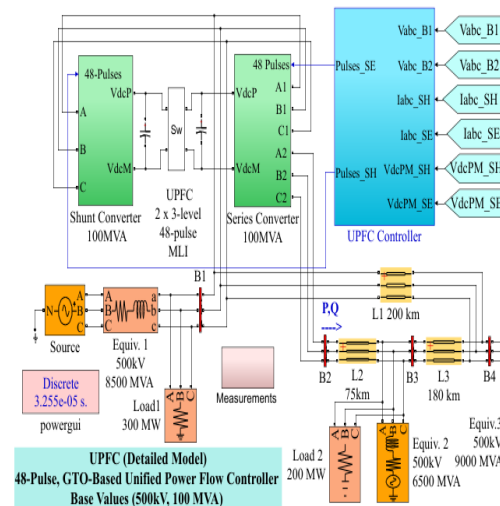 48-Pulses
VdcP
A
B
C
VdcM
Shunt Converter
100MVA
Sw
UPFC
2 x 3-level
48-pulse
MLI
48 Pulses
VdcP
A1
B1
C1
A2
VdcM
B2
C2
Series Converter
100MVA
Vabc_B1
Pulses_SE
Vabc_B2
Iabc_SH
Iabc_SE
Pulses_SH
VdcPM_SH
VdcPM_SE
UPFC Controller
Vabc_B1
Vabc_B2
Iabc_SH
Iabc_SE
VdcPM_SH
VdcPM_SE
B1
N
A
B
C
Source
A
B
C
a
b
c
Equiv. 1
500kV
8500 MVA
Discrete
3.255e-05 s.
powergui
Load1
300 MW
A
B
C
Measurements
L1 200 km
P,Q
---->
B2
L2
75km
B3
L3
180 km
B4
Load 2
200 MW
A
B
C
A
B
C
Equiv. 2
500kV
6500 MVA
Equiv.3
500kV
9000 MVA
UPFC (Detailed Model)
48-Pulse, GTO-Based Unified Power Flow Controller
Base Values (500kV, 100 MVA)